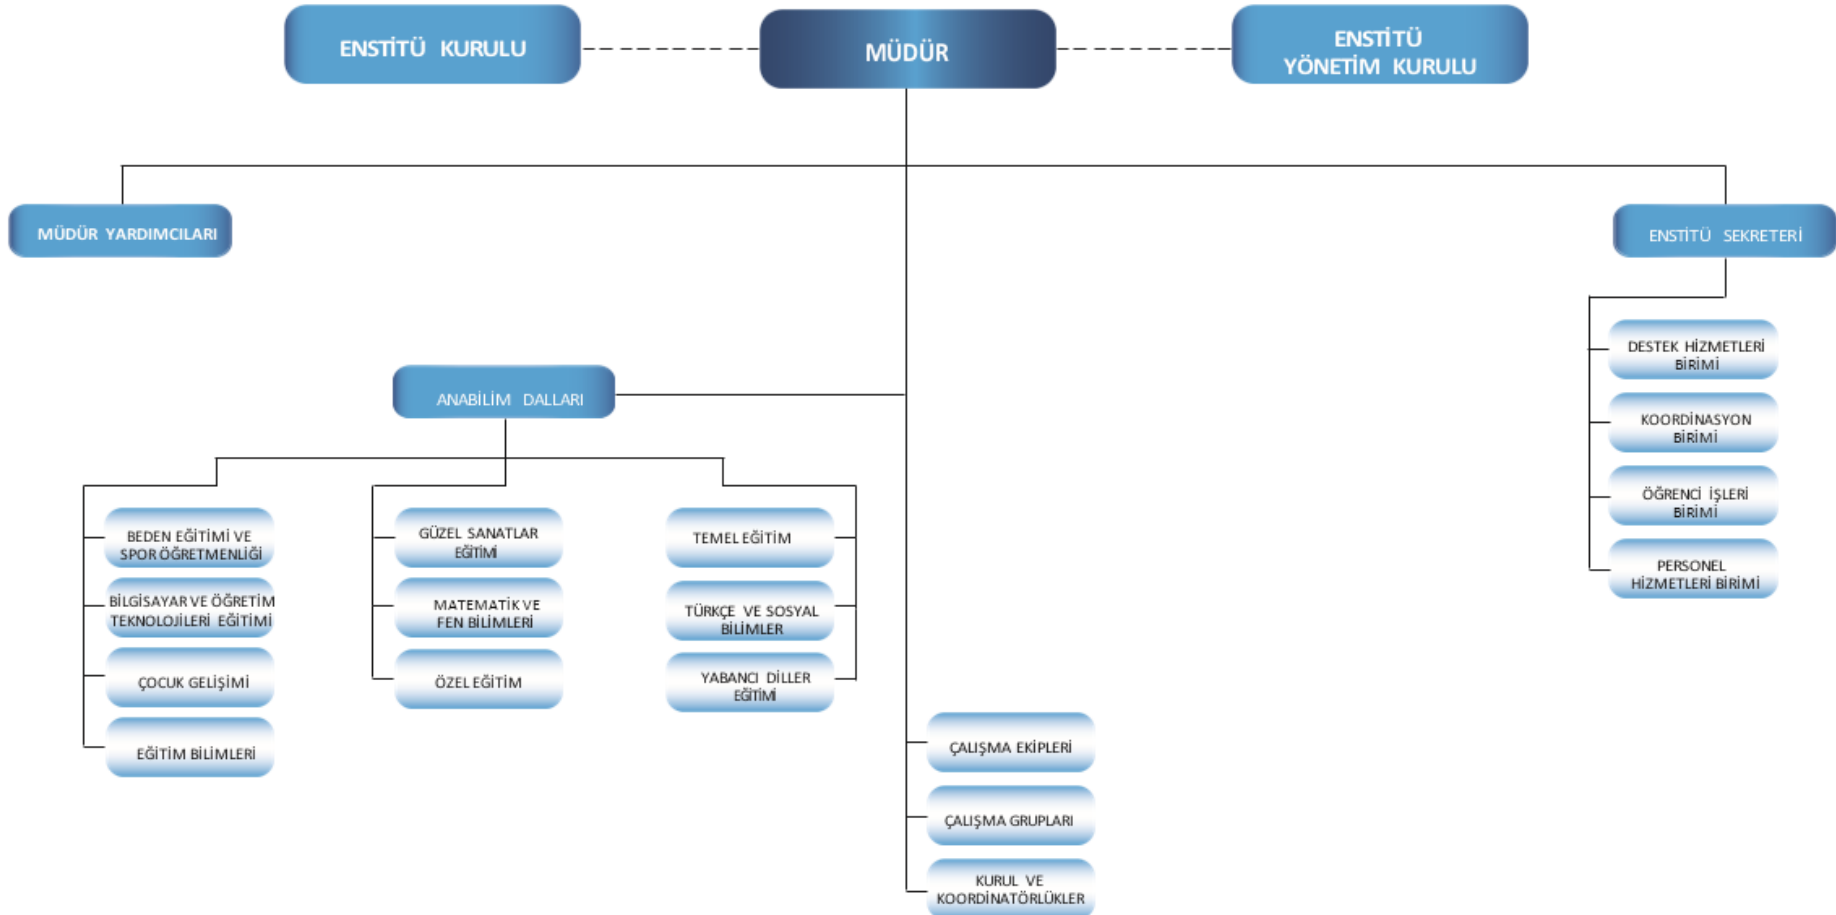 ENSTİTÜ KURULU
MÜDÜR
ENSTİTÜ
YÖNETİM KURULU
MÜDÜR YARDIMCILARI
ENSTİTÜ SEKRETERİ
DESTEK HİZMETLERİ
BİRİMİ
KOORDİNASYON
BİRİMİ
ÖĞRENCİ İŞLERİ
BİRİMİ
PERSONEL
HİZMETLERİ BİRİMİ
ANABİLİM DALLARI
BEDEN EĞİTİMİ VE
SPOR ÖĞRETMENLİĞİ
BİLGİSAYAR VE ÖĞRETİM
TEKNOLOJİLERİ EĞİTİMİ
ÇOCUK GELİŞİMİ
EĞİTİM BİLİMLERİ
GÜZEL SANATLAR
EĞİTİMİ
MATEMATİK VE
FEN BİLİMLERİ
ÖZEL EĞİTİM
TEMEL EĞİTİM
TÜRKÇE VE SOSYAL
BİLİMLER
YABANCI DİLLER
EĞİTİMİ
ÇALIŞMA EKİPLERİ
ÇALIŞMA GRUPLARI
KURUL VE
KOORDİNATÖRLÜKLER